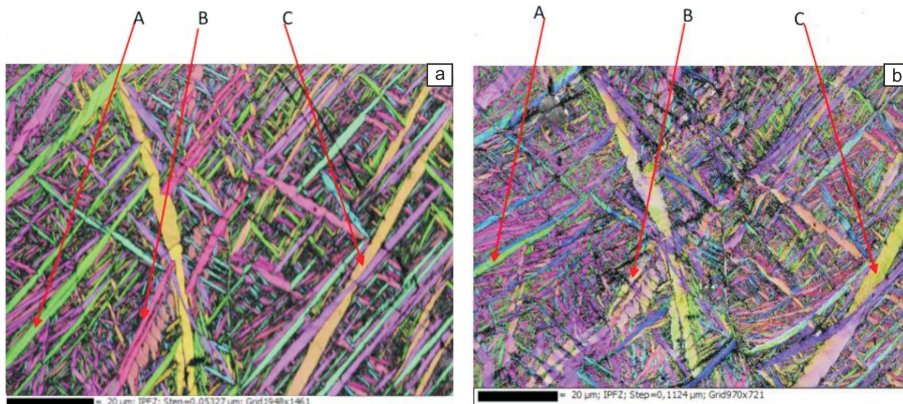 A B C
A B C
a
b
= 20 µm; IPFZ; Step=0,05327 µm; Grid1948x1461
= 20 µm; IPFZ; Step=0,1124 µm; Grid970x721